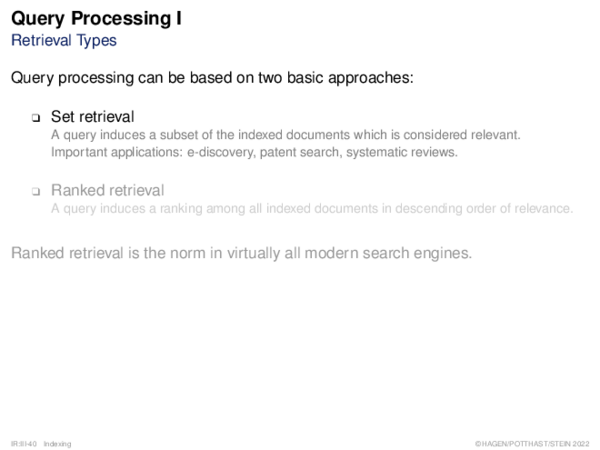 Query Processing I
Retrieval Types
Query processing can be based on two basic approaches:
❑ Set retrieval
A query induces a subset of the indexed documents which is considered relevant.
Important applications: e-discovery, patent search, systematic reviews.
❑ Ranked retrieval
A query induces a ranking among all indexed documents in descending order of relevance.
Ranked retrieval is the norm in virtually all modern search engines.
IR:III-40 Indexing
©HAGEN/POTTHAST/STEIN 2022